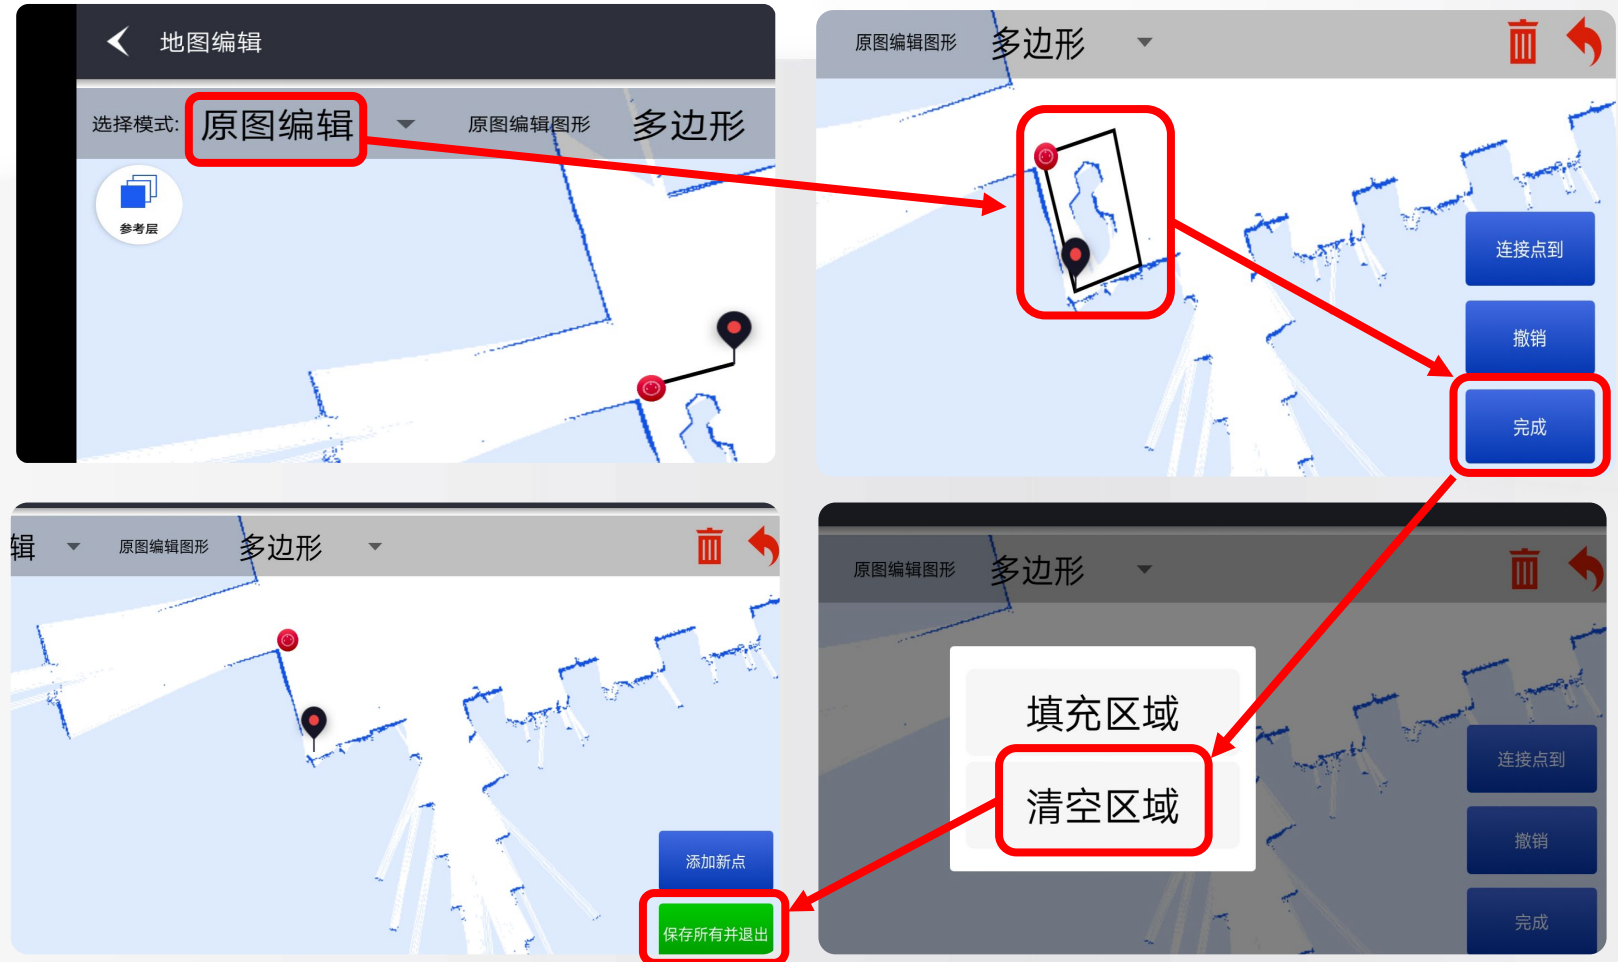 地图编辑
选择模式: 原图编辑 原图编辑图形 多边形
参考层
原图编辑图形 多边形
连接点到
撤销
完成
辑 原图编辑图形 多边形
添加新点
保存所有并退出
原图编辑图形 多边形
填充区域
清空区域
连接点到
撤销
完成